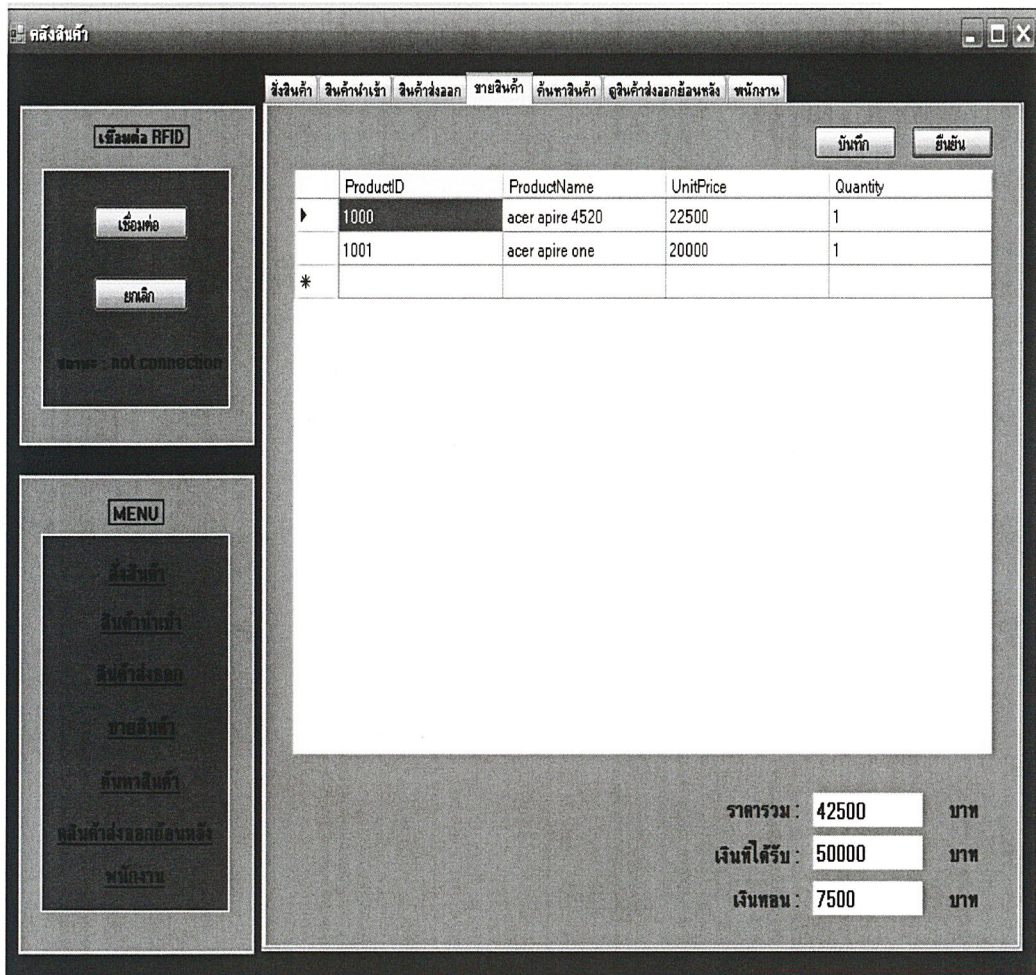 คลังสินค้า
สั่งสินค้า สินค้านำเข้า สินค้าส่งออก ขายสินค้า ค้นหาสินค้า ดูสินค้าส่งออกย้อนหลัง พนักงาน
เชื่อมต่อ RFID
เชื่อมต่อ
ยกเลิก
สถานะ : not connection
MENU
สั่งสินค้า
สินค้านำเข้า
สินค้าส่งออก
ขายสินค้า
ค้นหาสินค้า
ดูสินค้าส่งออกย้อนหลัง
พนักงาน
บันทึก ยืนยัน
ProductID ProductName UnitPrice Quantity
1000 acer apire 4520 22500 1
1001 acer apire one 20000 1
ราคารวม : 42500 บาท
เงินที่ได้รับ : 50000 บาท
เงินทอน : 7500 บาท